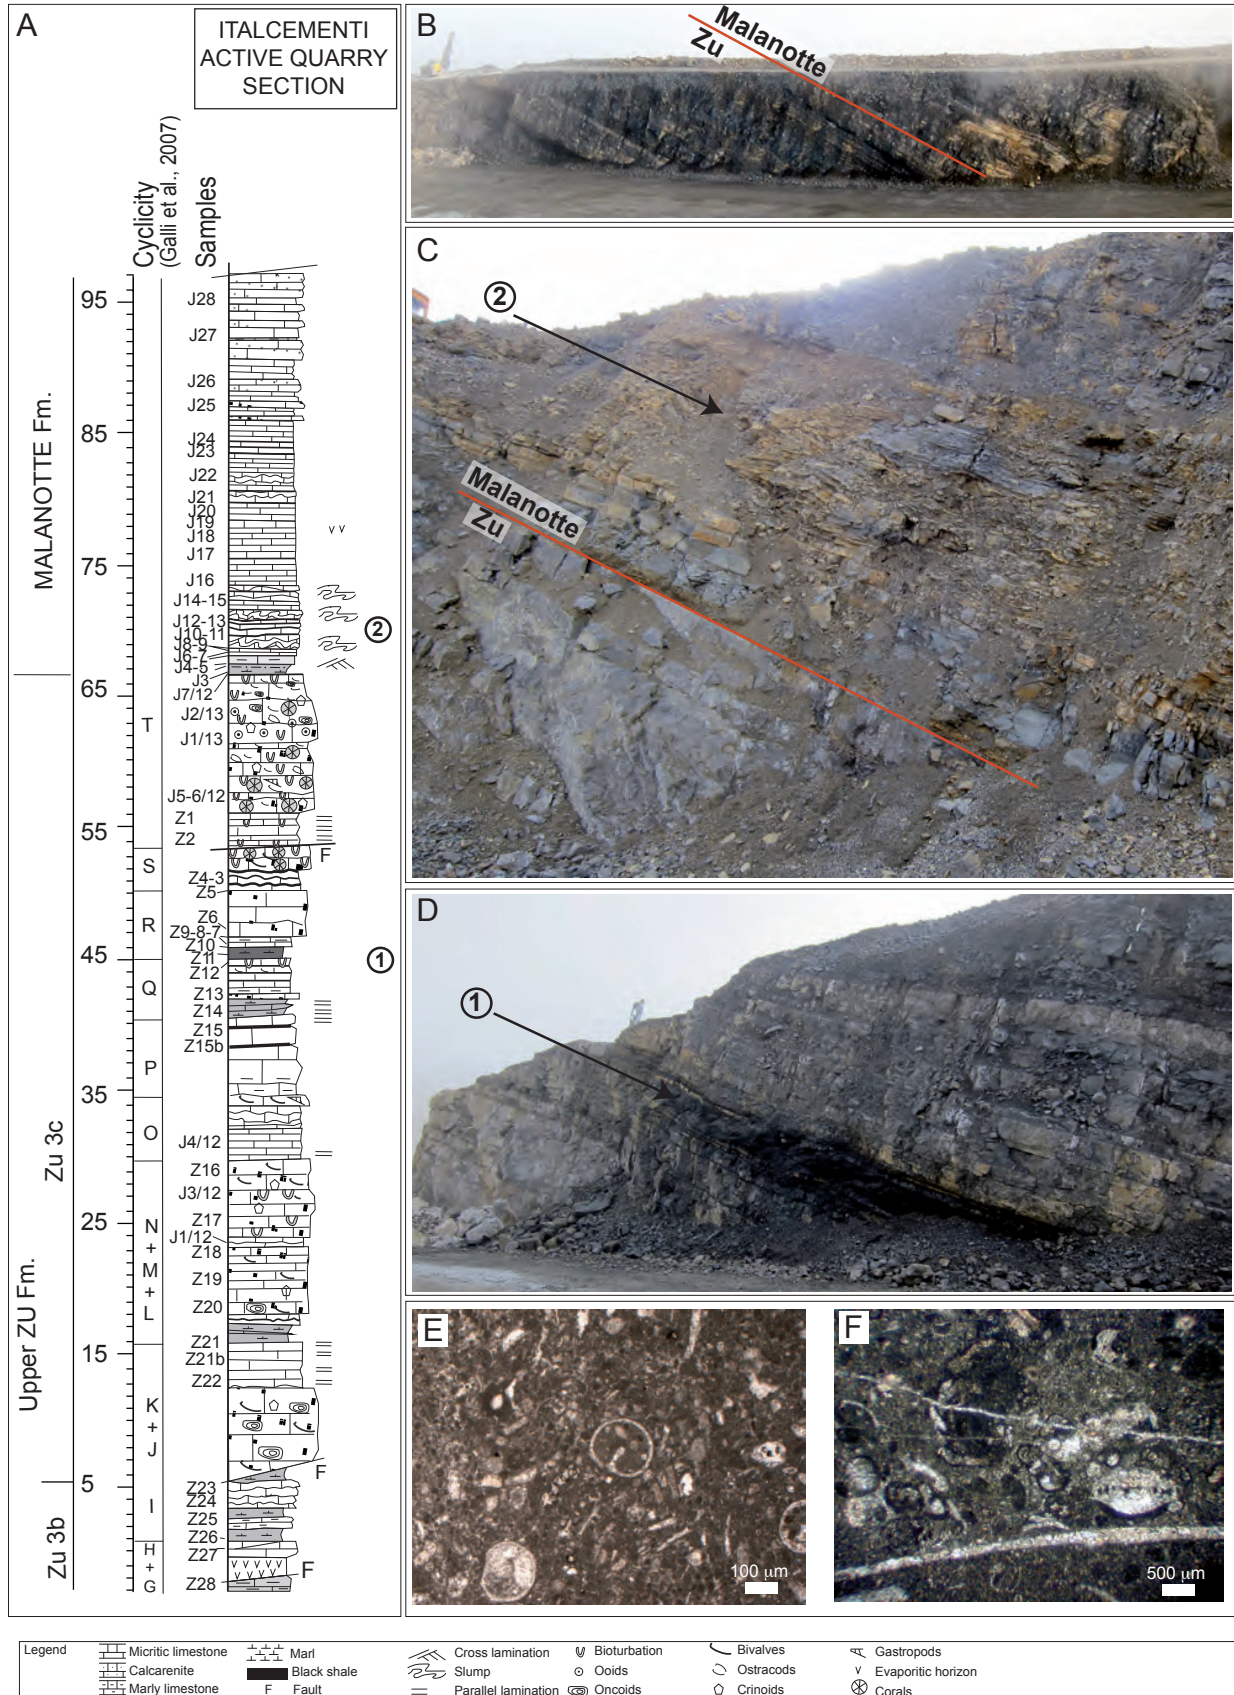 A
ITALCEMENTI
ACTIVE QUARRY
SECTION
Cyclicity
(Galli et al., 2007)
Samples
MALANOTTE Fm.
Upper ZU Fm.
Zu 3c
Zu 3b
95
85
75
65
55
45
35
25
15
5
T
S
R
Q
P
O
N
+
M
+
L
K
+
J
I
H
+
G
J28
J27
J26
J25
J24
J23
J22
J21
J20
J19
J18
J17
J16
J14-15
J12-13
J10-11
J8-9
J6-7
J4-5
J3
J7/12
J2/13
J1/13
J5-6/12
Z1
Z2
Z4-3
Z5
Z6
Z9-8-7
Z10
Z11
Z12
Z13
Z14
Z15
Z15b
J4/12
Z16
J3/12
Z17
J1/12
Z18
Z19
Z20
Z21
Z21b
Z22
Z23
Z24
Z25
Z26
Z27
Z28
v v
2
1
F
F
F
B
Malanotte
Zu
C
2
Malanotte
Zu
D
1
E
100 μm
F
500 μm
Legend
Micritic limestone
Calcarenite
Marly limestone
Marl
Black shale
F Fault
Cross lamination
Slump
Parallel lamination
Bioturbation
Ooids
Oncoids
Bivalves
Ostracods
Crinoids
Gastropods
v Evaporitic horizon
Corals